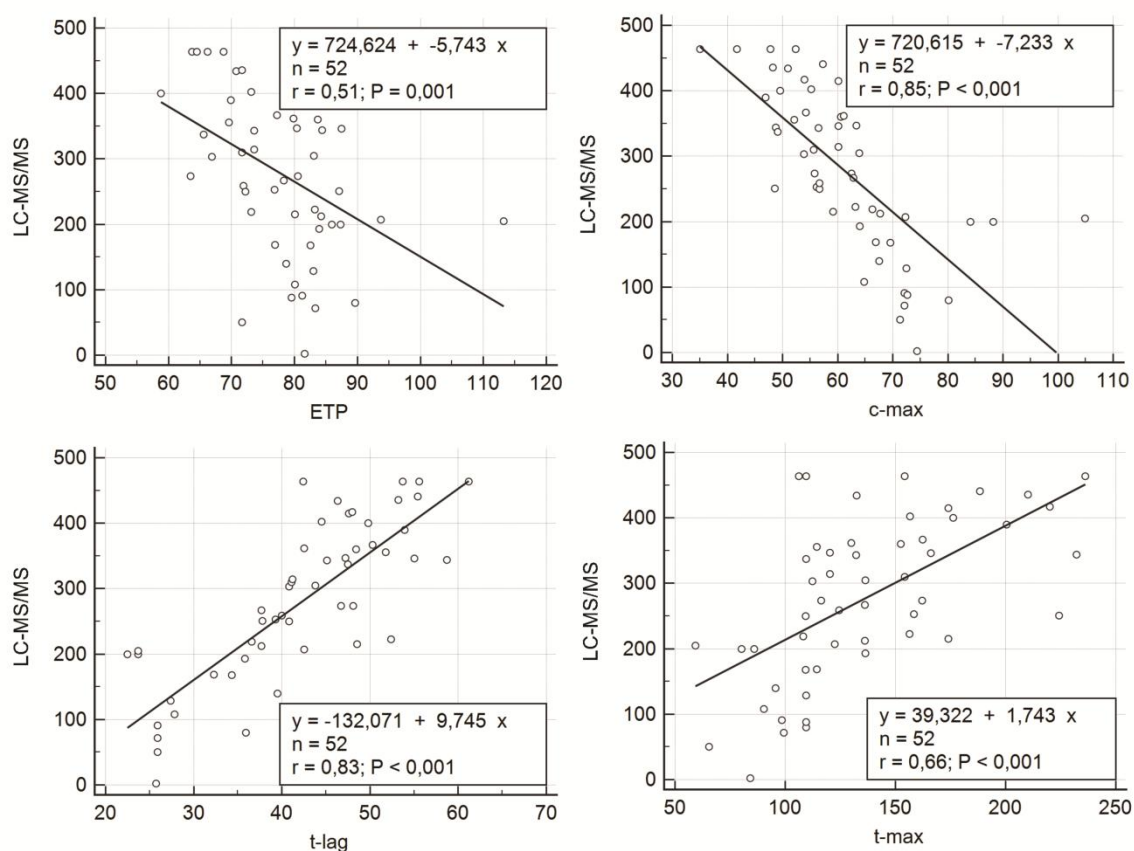 500
400
300
200
100
0
LC-MS/MS
y = 724,624 + -5,743 x
n = 52
r = 0,51; P = 0,001
50 60 70 80 90 100 110 120
ETP
500
400
300
200
100
0
LC-MS/MS
y = 720,615 + -7,233 x
n = 52
r = 0,85; P < 0,001
30 40 50 60 70 80 90 100 110
c-max
500
400
300
200
100
0
LC-MS/MS
y = -132,071 + 9,745 x
n = 52
r = 0,83; P < 0,001
20 30 40 50 60 70
t-lag
500
400
300
200
100
0
LC-MS/MS
y = 39,322 + 1,743 x
n = 52
r = 0,66; P < 0,001
50 100 150 200 250
t-max